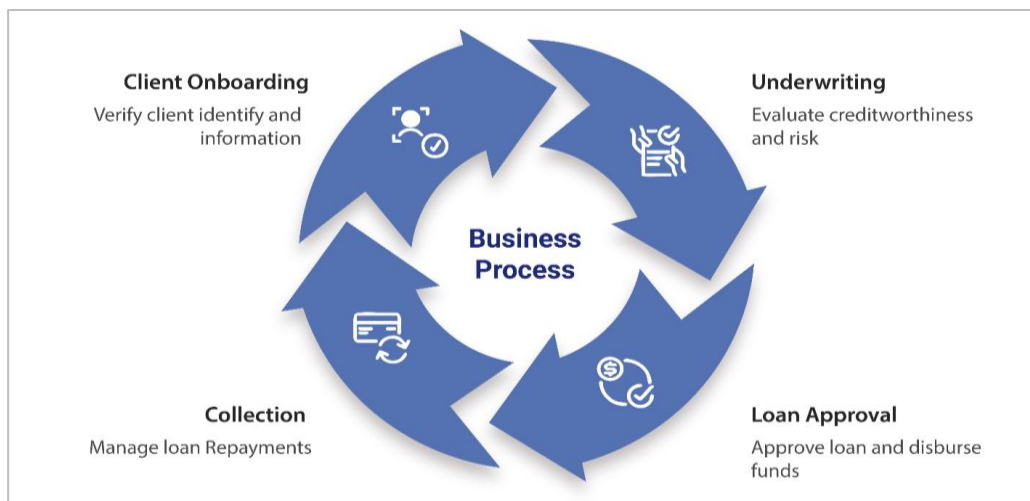 Client Onboarding
Verify client identify and
information
Underwriting
Evaluate creditworthiness
and risk
Business
Process
Collection
Manage loan Repayments
Loan Approval
Approve loan and disburse
funds
$